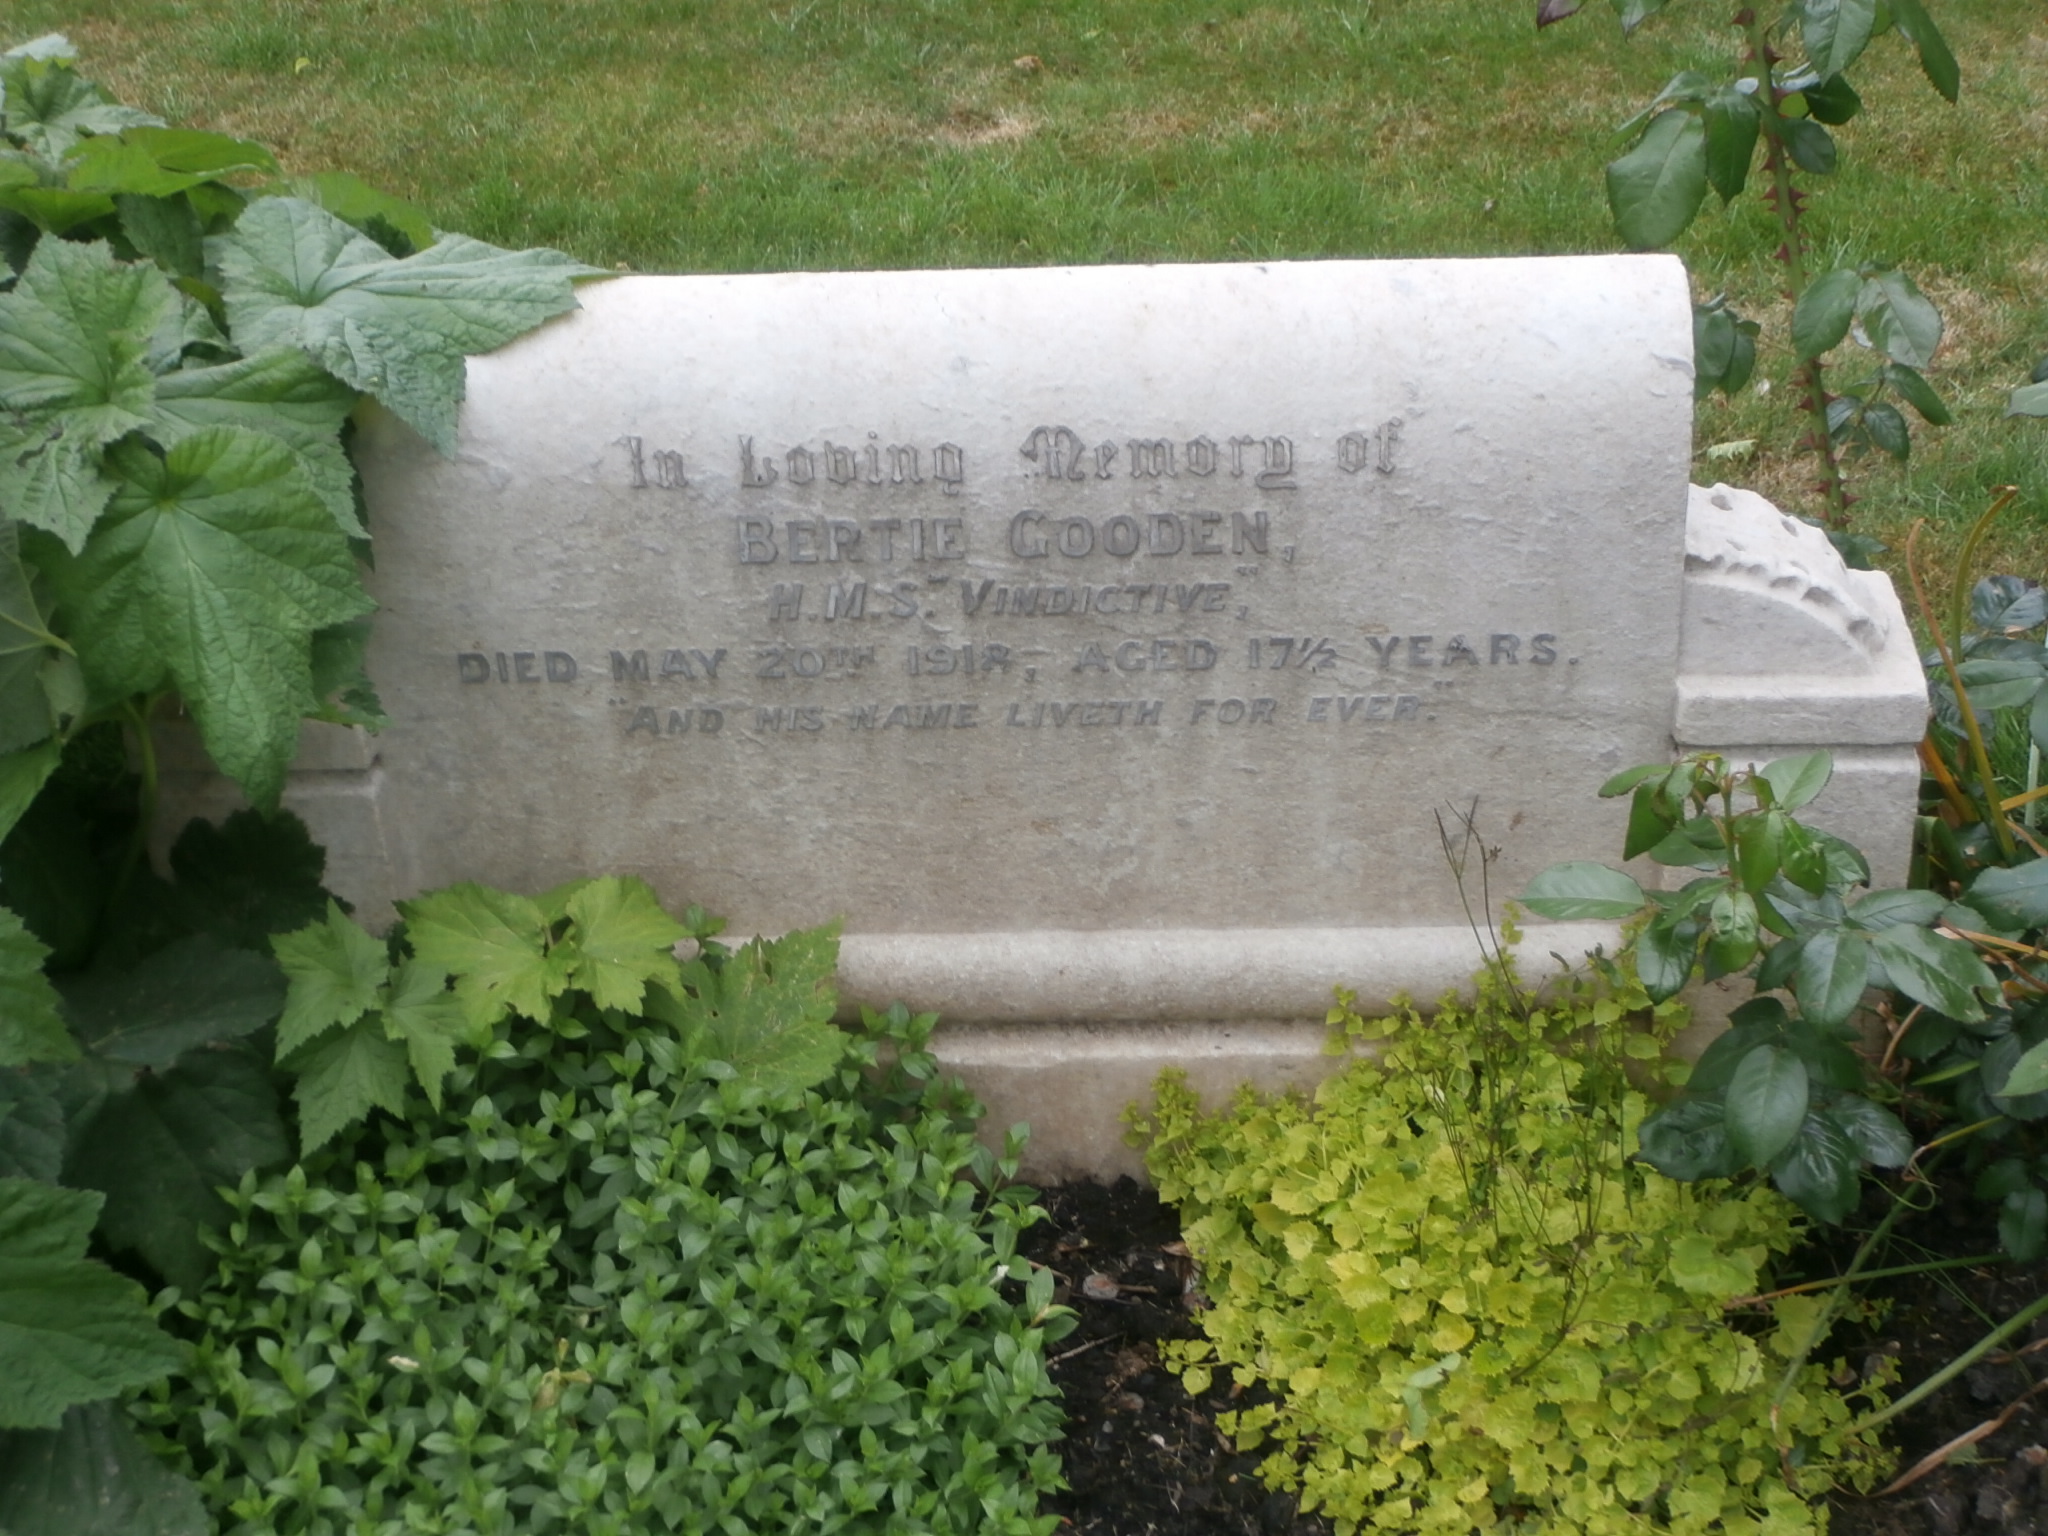 In Loving Memory of
BERTIE GOODEN,
H.M.S. "VINDICTIVE",
DIED MAY 20TH 1918, AGED 17½ YEARS.
"AND HIS NAME LIVETH FOR EVER."